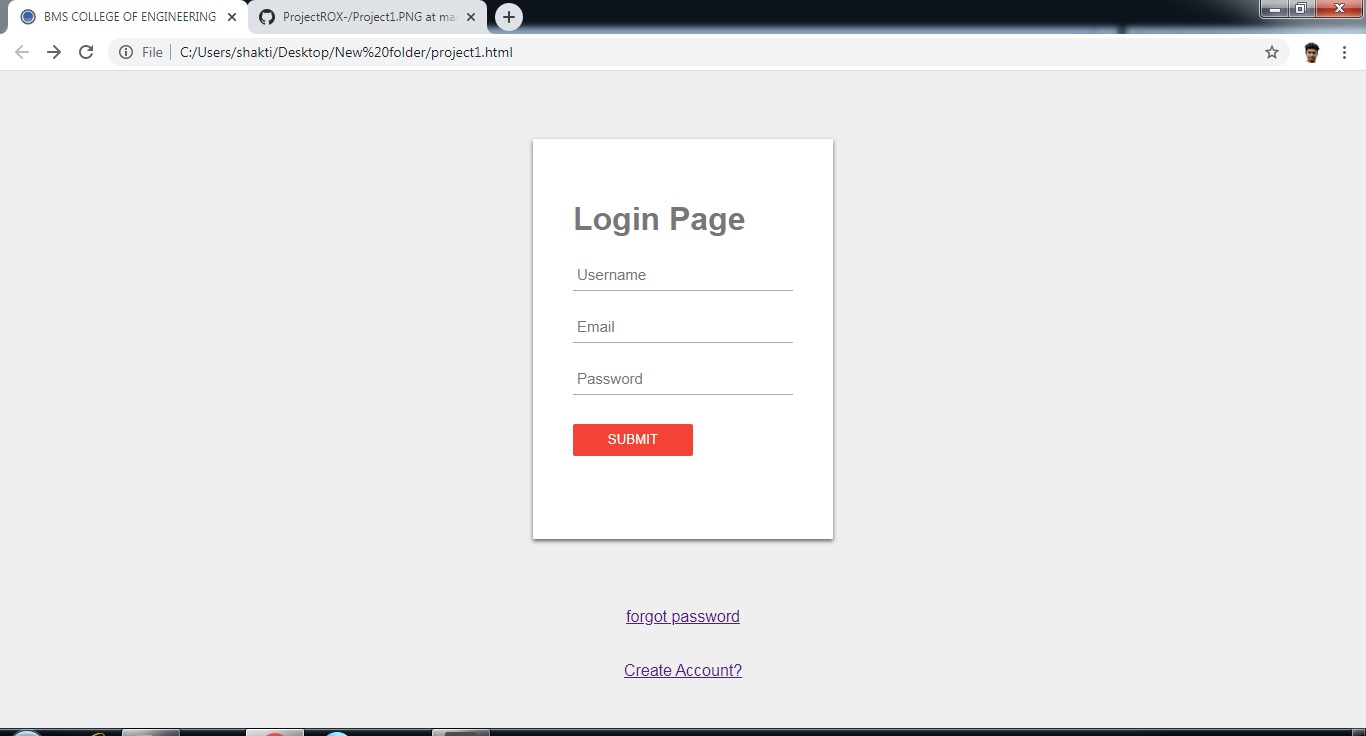 BMS COLLEGE OF ENGINEERING
ProjectROX-/Project1.PNG at ma
File
C:/Users/shakti/Desktop/New%20folder/project1.html
Login Page
Username
Email
Password
SUBMIT
forgot password
Create Account?